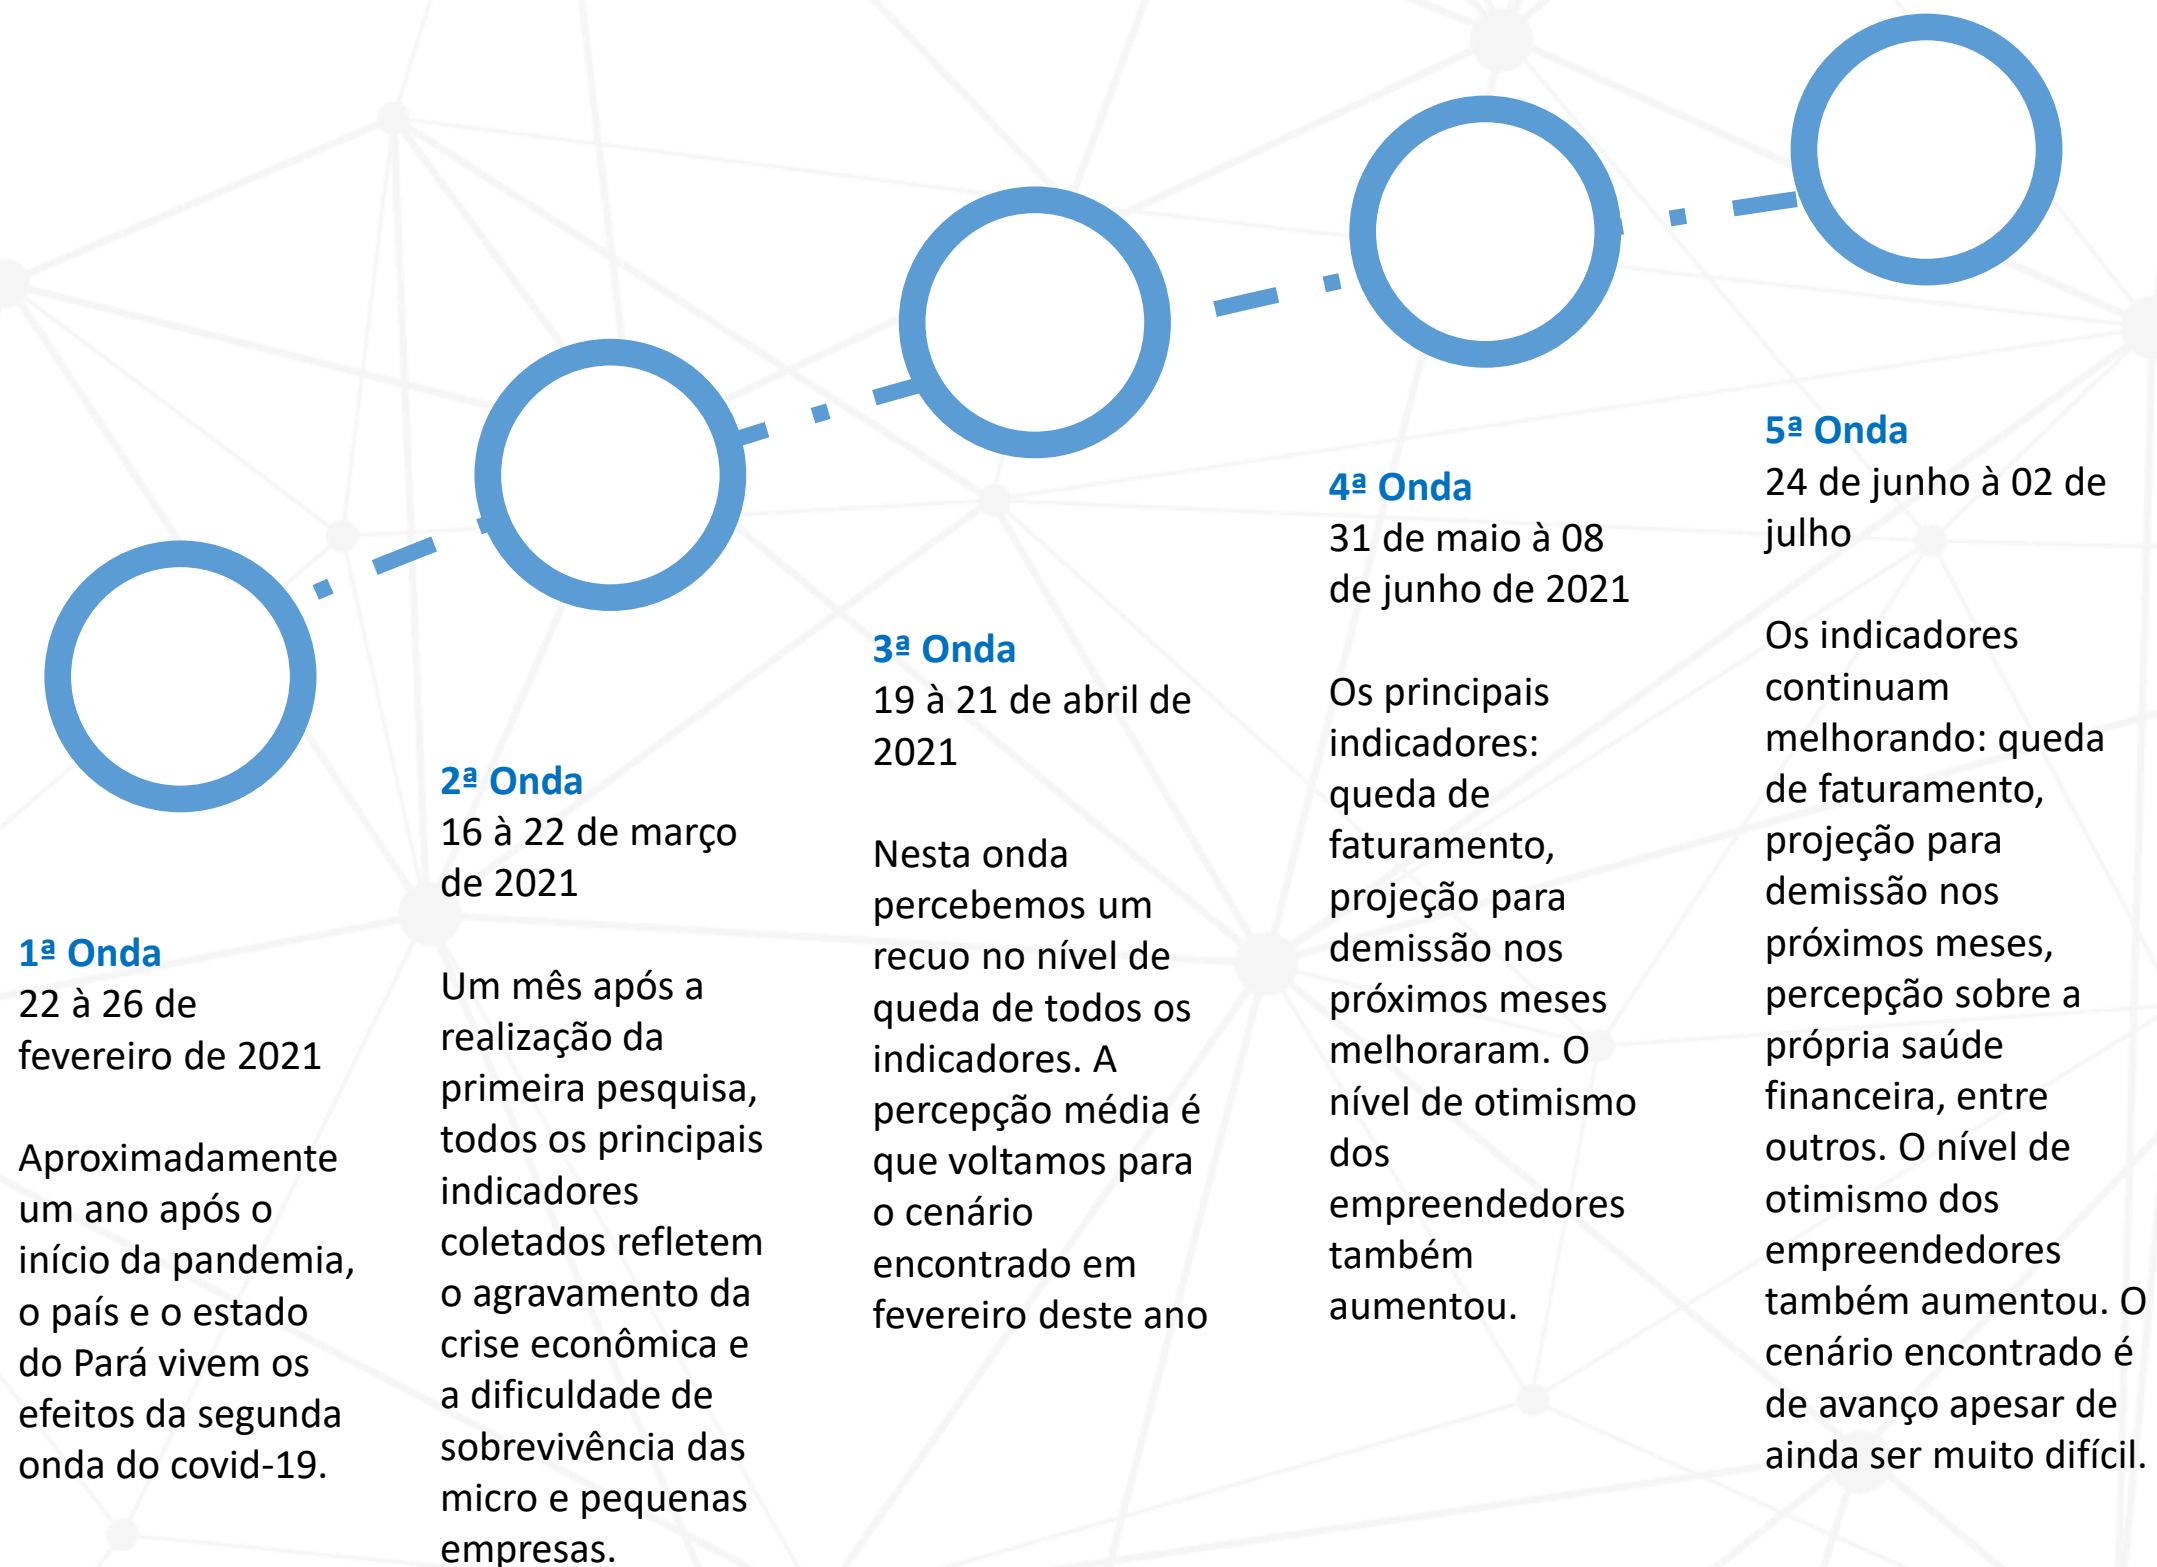 1ª Onda
22 à 26 de
fevereiro de 2021
Aproximadamente
um ano após o
início da pandemia,
o país e o estado
do Pará vivem os
efeitos da segunda
onda do covid-19.
2ª Onda
16 à 22 de março
de 2021
Um mês após a
realização da
primeira pesquisa,
todos os principais
indicadores
coletados refletem
o agravamento da
crise econômica e
a dificuldade de
sobrevivência das
micro e pequenas
empresas.
3ª Onda
19 à 21 de abril de
2021
Nesta onda
percebemos um
recuo no nível de
queda de todos os
indicadores. A
percepção média é
que voltamos para
o cenário
encontrado em
fevereiro deste ano
4ª Onda
31 de maio à 08
de junho de 2021
Os principais
indicadores:
queda de
faturamento,
projeção para
demissão nos
próximos meses
melhoraram. O
nível de otimismo
dos
empreendedores
também
aumentou.
5ª Onda
24 de junho à 02 de
julho
Os indicadores
continuam
melhorando: queda
de faturamento,
projeção para
demissão nos
próximos meses,
percepção sobre a
própria saúde
financeira, entre
outros. O nível de
otimismo dos
empreendedores
também aumentou. O
cenário encontrado é
de avanço apesar de
ainda ser muito difícil.